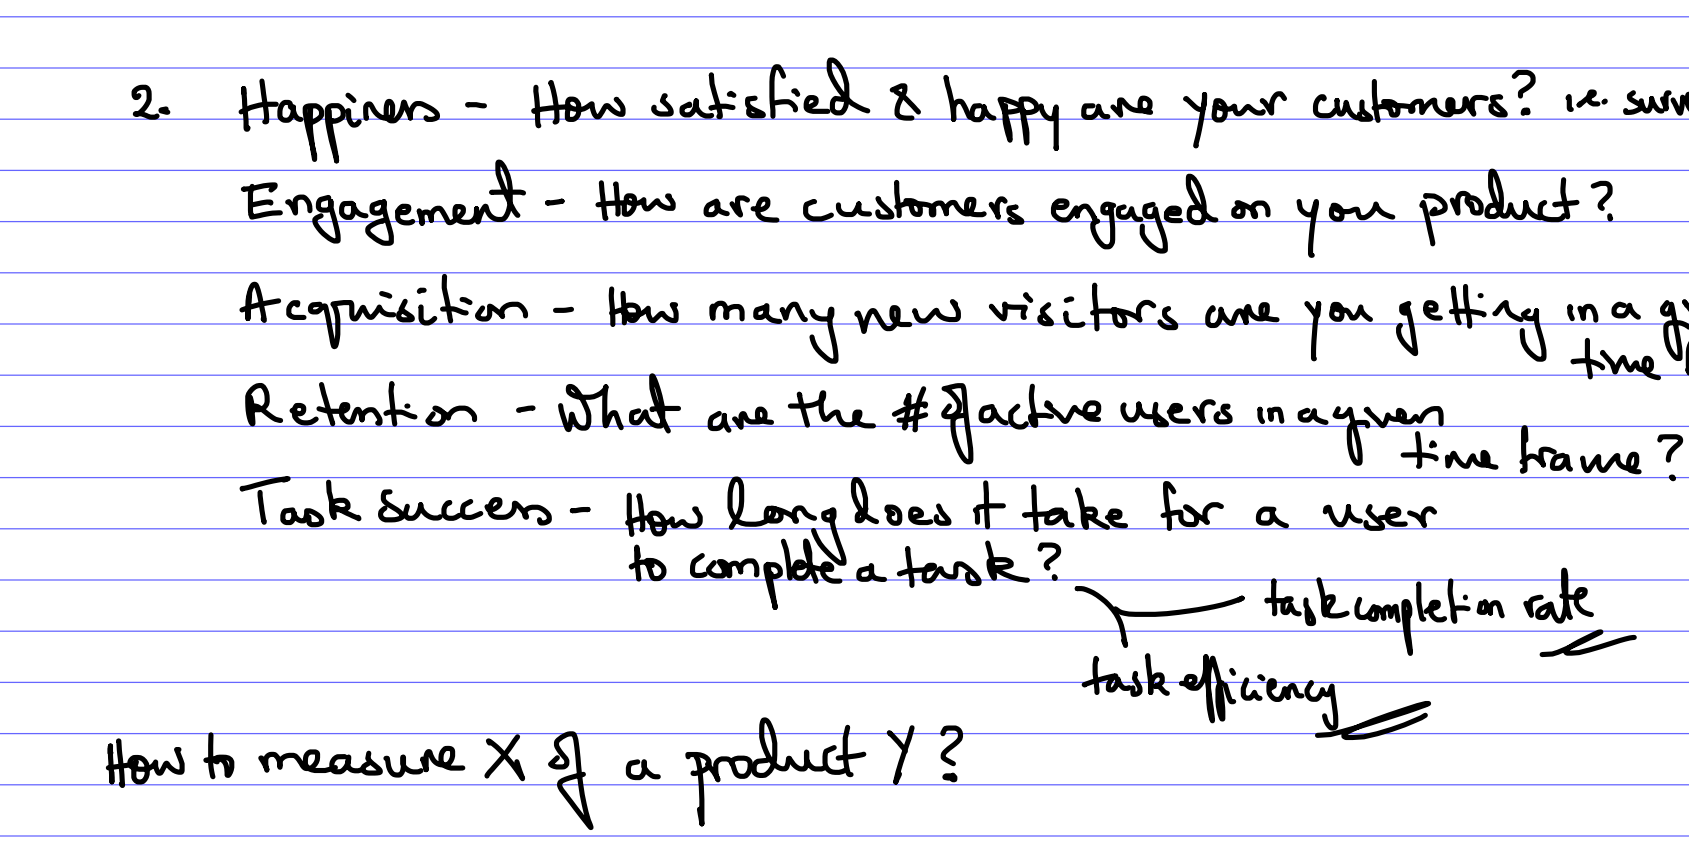 2. Happiness - How satisfied & happy are your customers? i.e.
Engagement - How are customers engaged on you product?
Acquisition - How many new visitors are you getting in a
time
Retention - What are the # of active users in a given
time frame?
Task success - How long does it take for a user
to complete a task?
task completion rate
task efficiency
How to measure X of a product Y?